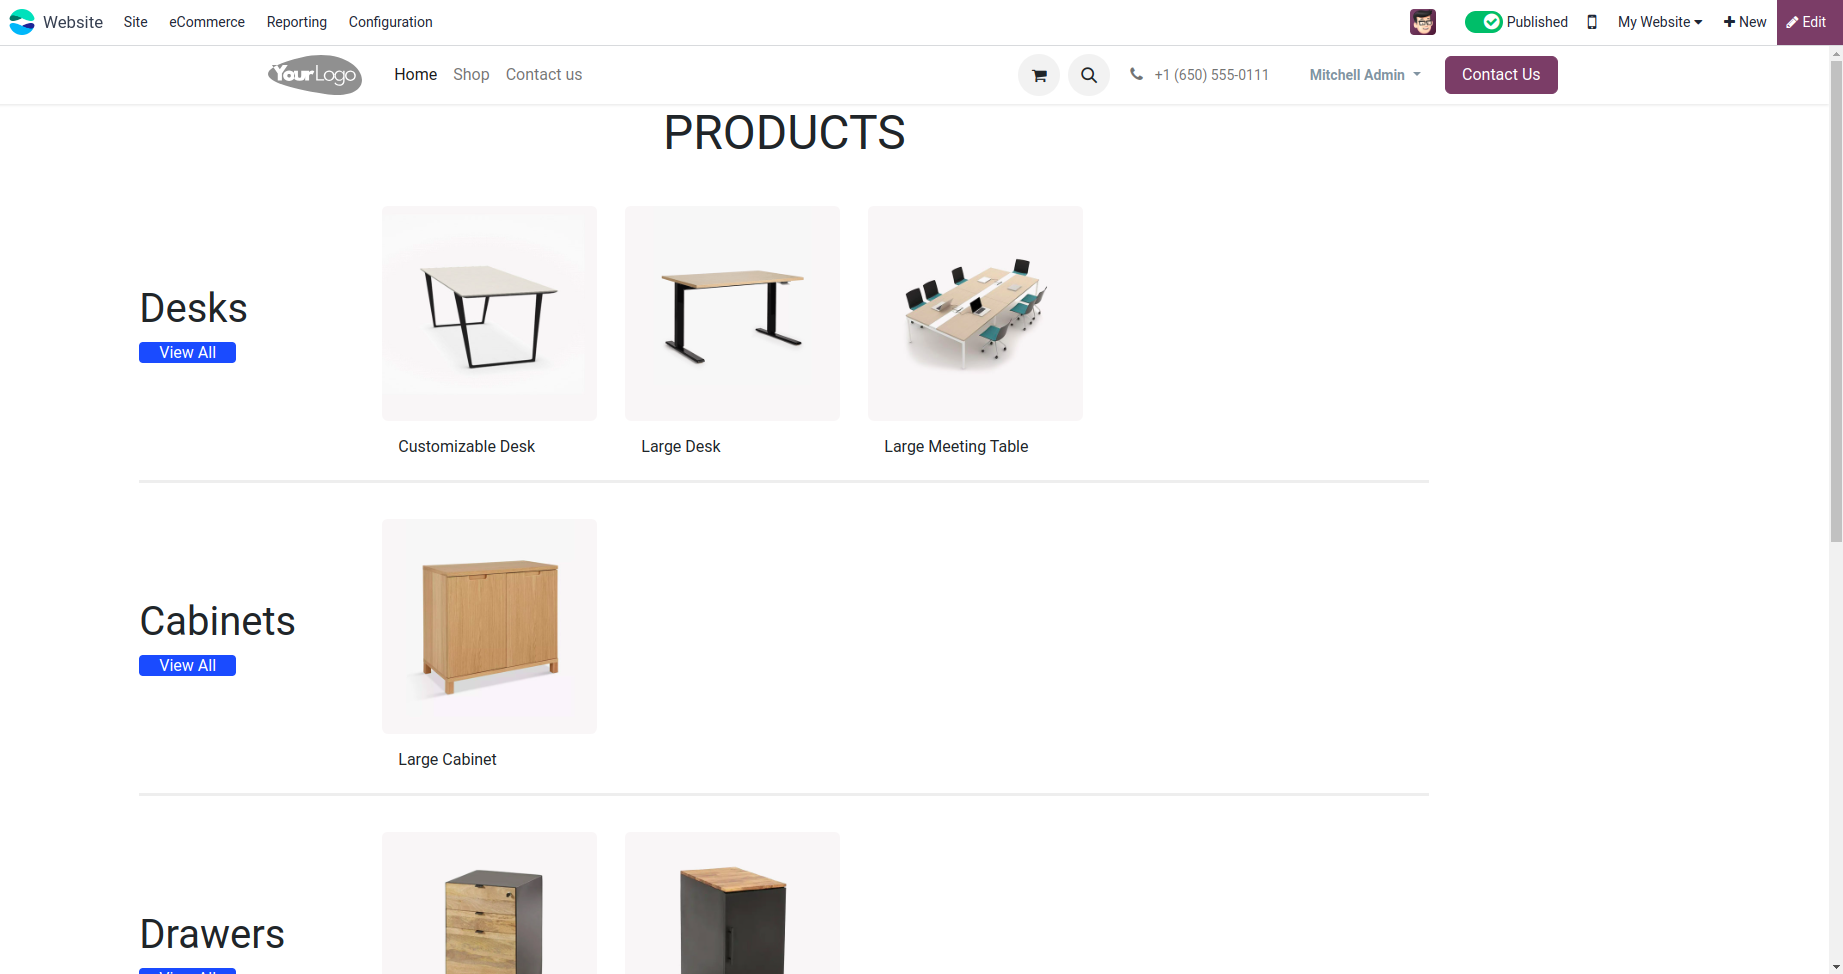 Website Site eCommerce Reporting Configuration Published My Website New Edit
YourLogo Home Shop Contact us +1 (650) 555-0111 Mitchell Admin Contact Us
PRODUCTS
Desks
View All
Customizable Desk Large Desk Large Meeting Table
Cabinets
View All
Large Cabinet
Drawers
View All